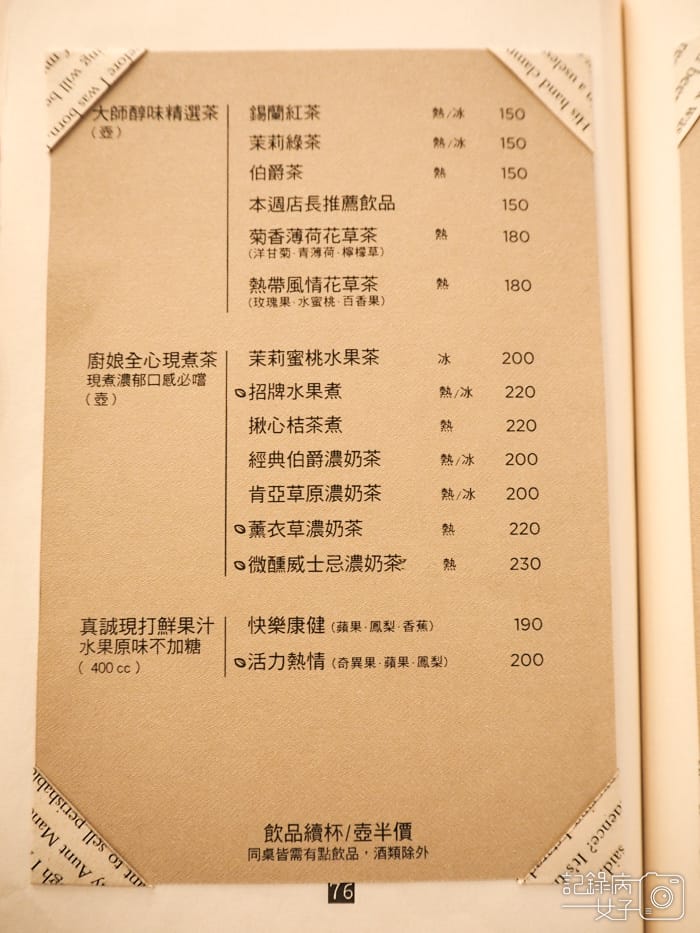 大師醇味精選茶
（壺）
錫蘭紅茶 熱/冰 150
茉莉綠茶 熱/冰 150
伯爵茶 熱 150
本週店長推薦飲品 150
菊香薄荷花草茶 熱 180
(洋甘菊·青薄荷·檸檬草)
熱帶風情花草茶 熱 180
(玫瑰果·水蜜桃·百香果)
廚娘全心現煮茶
現煮濃郁口感必嚐
（壺）
茉莉蜜桃水果茶 冰 200
招牌水果煮 熱/冰 220
揪心桔茶煮 熱 220
經典伯爵濃奶茶 熱/冰 200
肯亞草原濃奶茶 熱/冰 200
薰衣草濃奶茶 熱 220
微醺威士忌濃奶茶 熱 230
真誠現打鮮果汁
水果原味不加糖
（ 400 cc ）
快樂康健 (蘋果·鳳梨·香蕉) 190
活力熱情 (奇異果·蘋果·鳳梨) 200
飲品續杯/壺半價
同桌皆需有點飲品，酒類除外
76
記錄病
女子